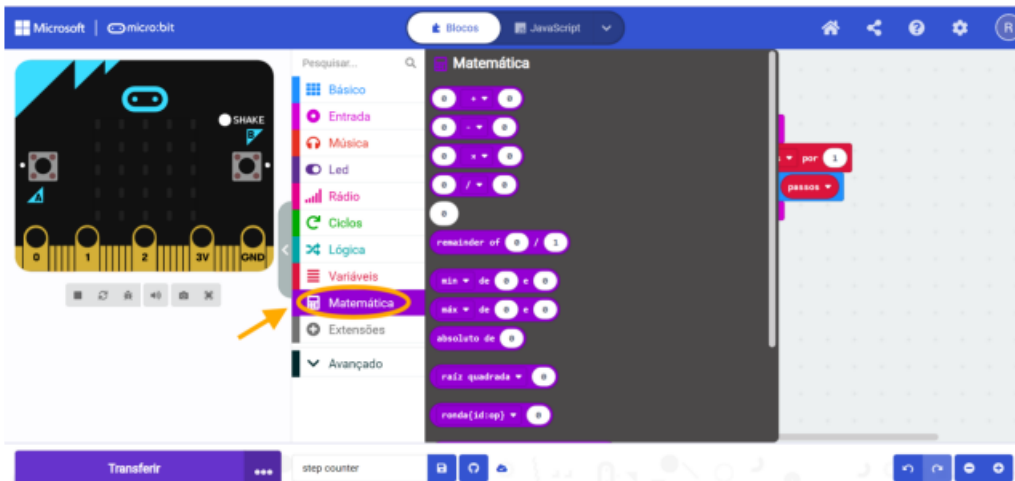 Microsoft micro:bit Blocos JavaScript R
Pesquisar...
Básico
Entrada
Música
Led
Rádio
Ciclos
Lógica
Variáveis
Matemática
Extensões
Avançado
SHAKE
B
A
0 1 2 3V GND
Matemática
0 + 0
0 - 0
0 x 0
0 / 0
0
remainder of 0 / 1
min de 0 e 0
máx de 0 e 0
absoluto de 0
raíz quadrada 0
ronda{id:op} 0
por 1
passos
Transferir ... step counter